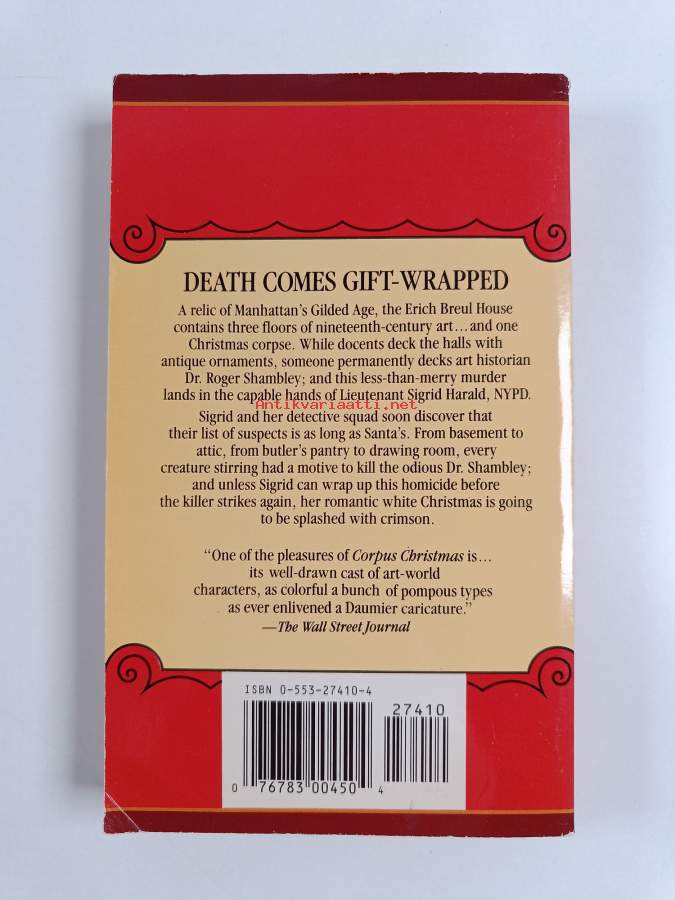 DEATH COMES GIFT-WRAPPED
A relic of Manhattan's Gilded Age, the Erich Breul House
contains three floors of nineteenth-century art...and one
Christmas corpse. While docents deck the halls with
antique ornaments, someone permanently decks art historian
Dr. Roger Shambley; and this less-than-merry murder
lands in the capable hands of Lieutenant Sigrid Harald, NYPD.
Antikvariaatti.net
Sigrid and her detective squad soon discover that
their list of suspects is as long as Santa's. From basement to
attic, from butler's pantry to drawing room, every
creature stirring had a motive to kill the odious Dr. Shambley;
and unless Sigrid can wrap up this homicide before
the killer strikes again, her romantic white Christmas is going
to be splashed with crimson.
"One of the pleasures of Corpus Christmas is...
its well-drawn cast of art-world
characters, as colorful a bunch of pompous types
as ever enlivened a Daumier caricature."
—The Wall Street Journal
ISBN 0-553-27410-4
27410
0 76783 00450 4